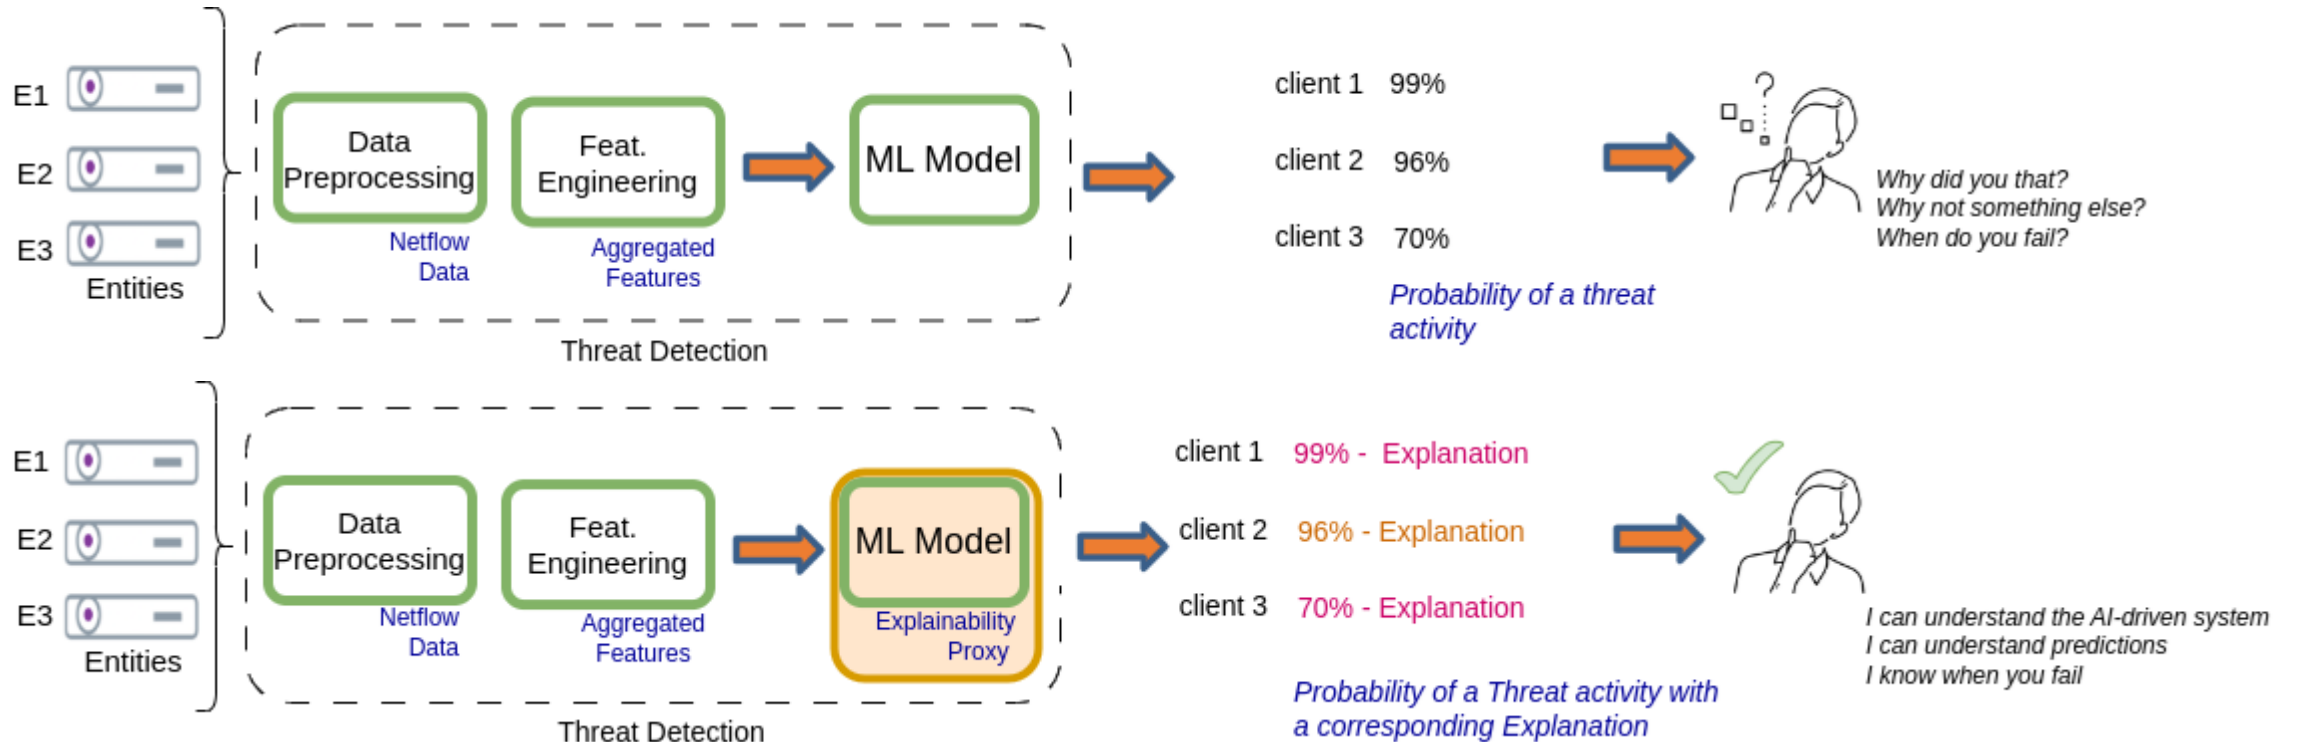 E1
E2
E3
Entities
Data
Preprocessing
Netflow
Data
Feat.
Engineering
Aggregated
Features
ML Model
Threat Detection
client 1 99%
client 2 96%
client 3 70%
Probability of a threat
activity
?
Why did you that?
Why not something else?
When do you fail?
E1
E2
E3
Entities
Data
Preprocessing
Netflow
Data
Feat.
Engineering
Aggregated
Features
ML Model
Explainability
Proxy
Threat Detection
client 1 99% - Explanation
client 2 96% - Explanation
client 3 70% - Explanation
Probability of a Threat activity with
a corresponding Explanation
I can understand the AI-driven system
I can understand predictions
I know when you fail